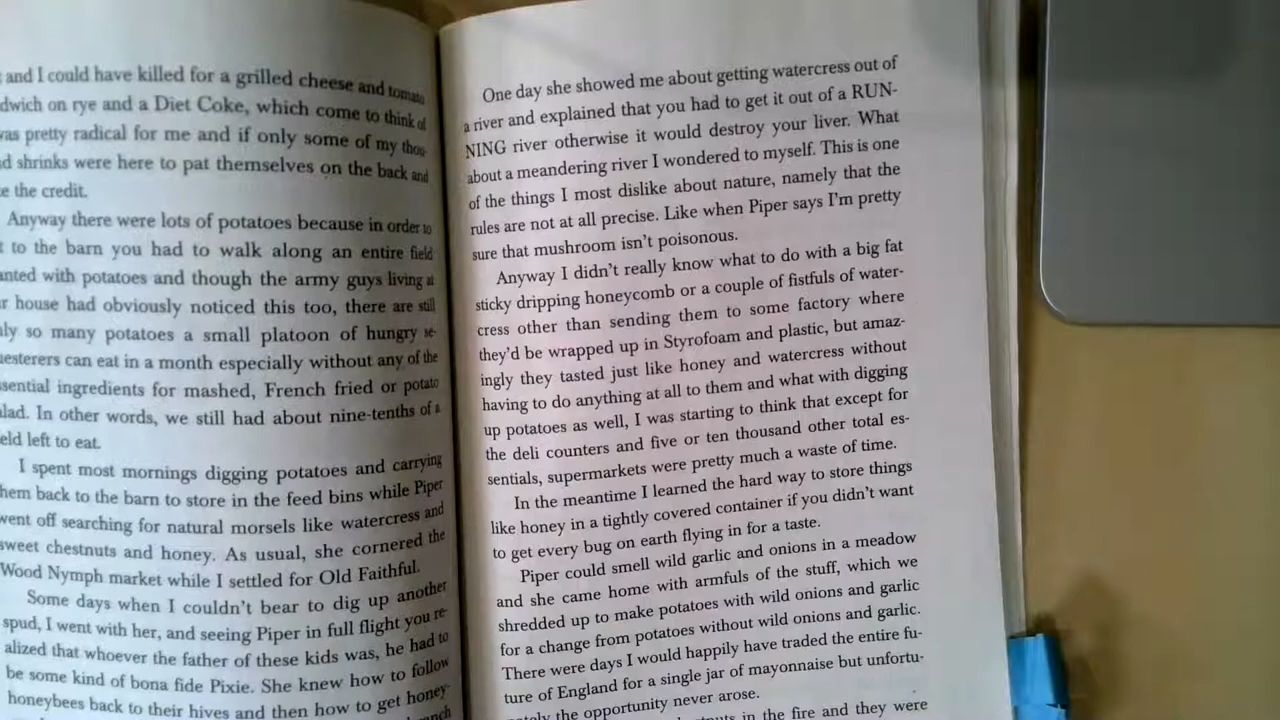 and I could have killed for a grilled cheese and tomato
dwich on rye and a Diet Coke, which come to think of
was pretty radical for me and if only some of my thou-
d shrinks were here to pat themselves on the back and
e the credit.
Anyway there were lots of potatoes because in order to
t to the barn you had to walk along an entire field
anted with potatoes and though the army guys living at
r house had obviously noticed this too, there are still
ly so many potatoes a small platoon of hungry se-
uesterers can eat in a month especially without any of the
ssential ingredients for mashed, French fried or potato
alad. In other words, we still had about nine-tenths of a
eld left to eat.
I spent most mornings digging potatoes and carrying
hem back to the barn to store in the feed bins while Piper
went off searching for natural morsels like watercress and
sweet chestnuts and honey. As usual, she cornered the
Wood Nymph market while I settled for Old Faithful.
Some days when I couldn't bear to dig up another
spud, I went with her, and seeing Piper in full flight you re-
alized that whoever the father of these kids was, he had to
be some kind of bona fide Pixie. She knew how to follow
honeybees back to their hives and then how to get honey-
One day she showed me about getting watercress out of
a river and explained that you had to get it out of a RUN-
NING river otherwise it would destroy your liver. What
about a meandering river I wondered to myself. This is one
of the things I most dislike about nature, namely that the
rules are not at all precise. Like when Piper says I'm pretty
sure that mushroom isn't poisonous.
Anyway I didn't really know what to do with a big fat
sticky dripping honeycomb or a couple of fistfuls of water-
cress other than sending them to some factory where
they'd be wrapped up in Styrofoam and plastic, but amaz-
ingly they tasted just like honey and watercress without
having to do anything at all to them and what with digging
up potatoes as well, I was starting to think that except for
the deli counters and five or ten thousand other total es-
sentials, supermarkets were pretty much a waste of time.
In the meantime I learned the hard way to store things
like honey in a tightly covered container if you didn't want
to get every bug on earth flying in for a taste.
Piper could smell wild garlic and onions in a meadow
and she came home with armfuls of the stuff, which we
shredded up to make potatoes with wild onions and garlic
for a change from potatoes without wild onions and garlic.
There were days I would happily have traded the entire fu-
ture of England for a single jar of mayonnaise but unfortu-
nately the opportunity never arose.
in the fire and they were